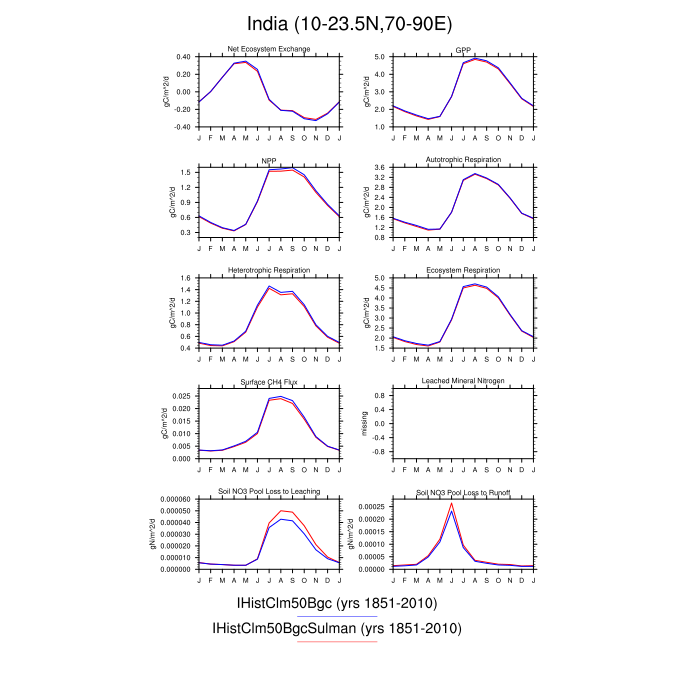 India (10-23.5N,70-90E)
Net Ecosystem Exchange
gC/m^2/d
0.40
0.20
0.00
-0.20
-0.40
J F M A M J J A S O N D J
GPP
gC/m^2/d
5.0
4.0
3.0
2.0
1.0
J F M A M J J A S O N D J
NPP
gC/m^2/d
1.5
1.2
0.9
0.6
0.3
J F M A M J J A S O N D J
Autotrophic Respiration
gC/m^2/d
3.6
3.2
2.8
2.4
2.0
1.6
1.2
0.8
J F M A M J J A S O N D J
Heterotrophic Respiration
gC/m^2/d
1.6
1.4
1.2
1.0
0.8
0.6
0.4
J F M A M J J A S O N D J
Ecosystem Respiration
gC/m^2/d
5.0
4.5
4.0
3.5
3.0
2.5
2.0
1.5
J F M A M J J A S O N D J
Surface CH4 Flux
gC/m^2/d
0.025
0.020
0.015
0.010
0.005
0.000
J F M A M J J A S O N D J
Leached Mineral Nitrogen
missing
0.8
0.4
-0.0
-0.4
-0.8
J F M A M J J A S O N D J
Soil NO3 Pool Loss to Leaching
gN/m^2/d
0.000060
0.000050
0.000040
0.000030
0.000020
0.000010
0.000000
J F M A M J J A S O N D J
Soil NO3 Pool Loss to Runoff
gN/m^2/d
0.00025
0.00020
0.00015
0.00010
0.00005
0.00000
J F M A M J J A S O N D J
IHistClm50Bgc (yrs 1851-2010)
IHistClm50BgcSulman (yrs 1851-2010)